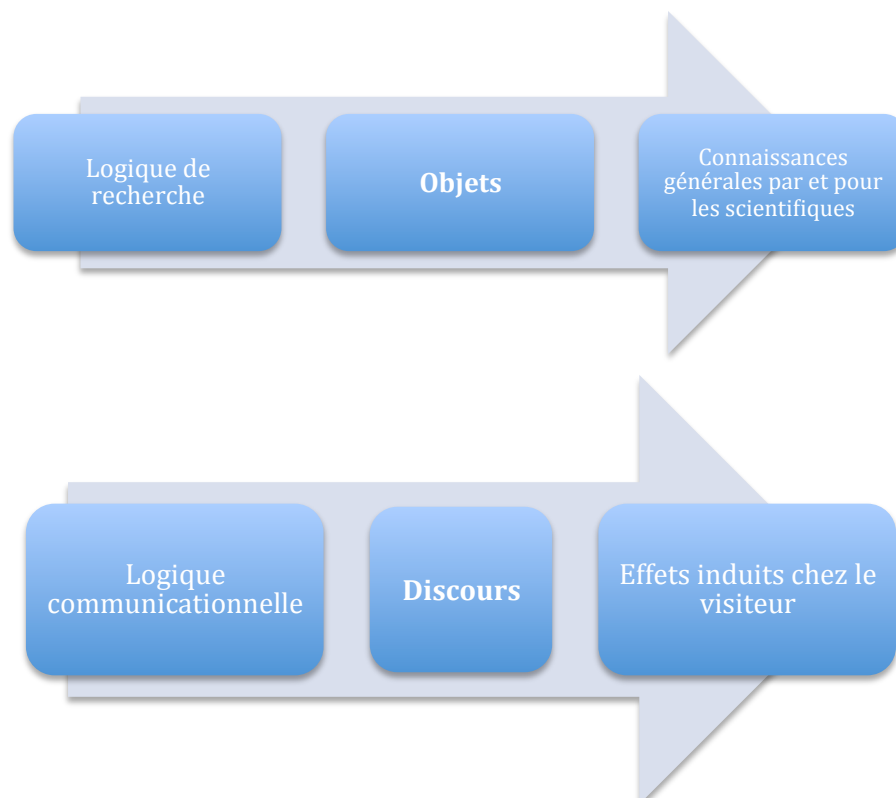 Logique de
recherche
Objets
Connaissances
générales par et pour
les scientifiques
Logique
communicationnelle
Discours
Effets induits chez le
visiteur